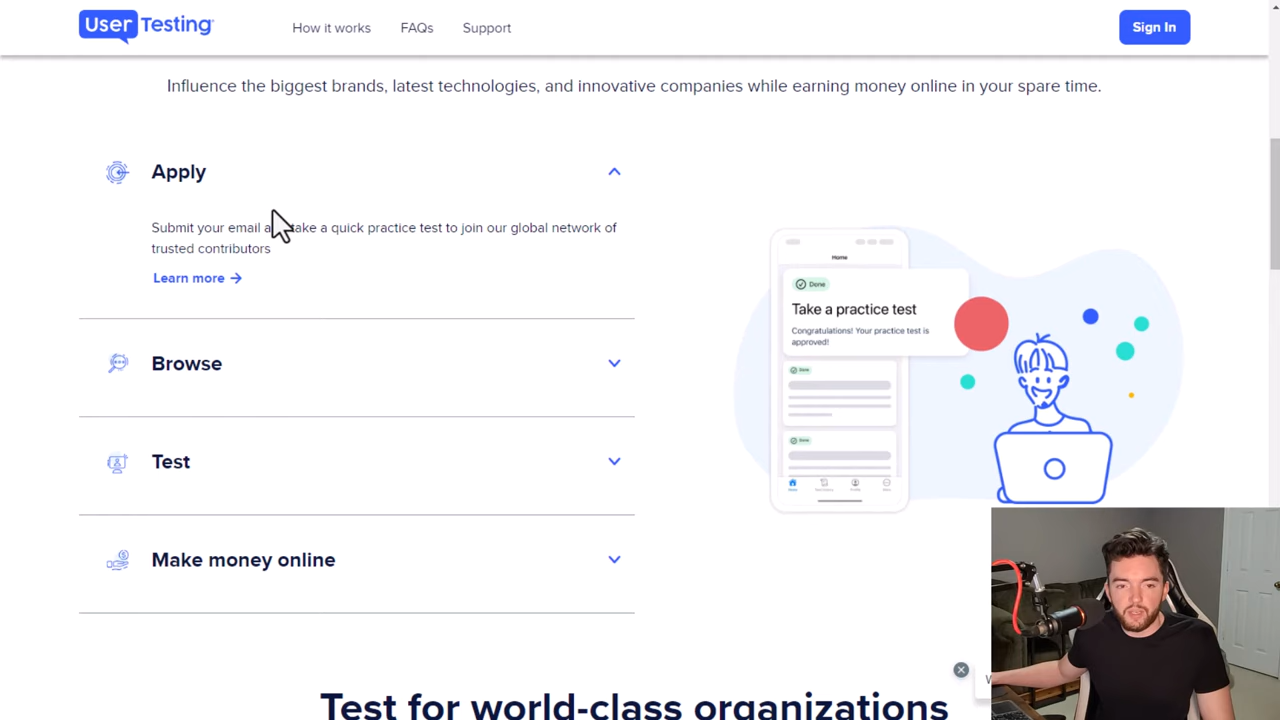 User Testing
How it works
FAQs
Support
Sign In
Influence the biggest brands, latest technologies, and innovative companies while earning money online in your spare time.
Apply
Submit your email a take a quick practice test to join our global network of
trusted contributors
Learn more →
Browse
Test
Make money online
Home
Done
Take a practice test
Congratulations! Your practice test is
approved!
Done
Done
Home
W
Test for world-class organizations